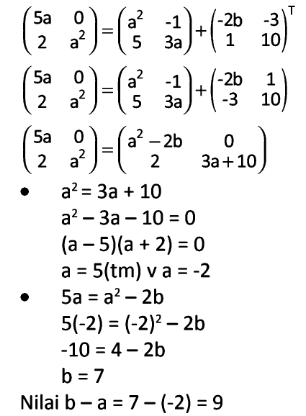 (5a 0
2 a²) = (a² -1
5 3a) + (-2b -3
1 10)ᵀ
(5a 0
2 a²) = (a² -1
5 3a) + (-2b 1
-3 10)
(5a 0
2 a²) = (a² – 2b 0
2 3a+10)
• a² = 3a + 10
a² – 3a – 10 = 0
(a – 5)(a + 2) = 0
a = 5(tm) v a = -2
• 5a = a² – 2b
5(-2) = (-2)² – 2b
-10 = 4 – 2b
b = 7
Nilai b – a = 7 – (-2) = 9